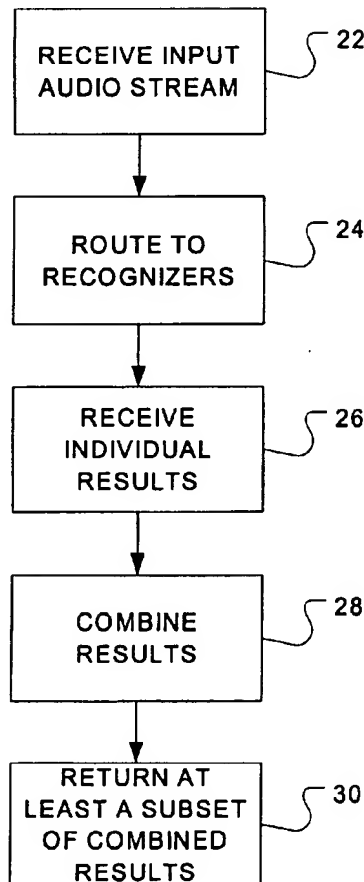 RECEIVE INPUT
22
AUDIO STREAM
ROUTE TO
24
RECOGNIZERS
RECEIVE
26
INDIVIDUAL
RESULTS
COMBINE
28
RESULTS
RETURN AT
LEAST A SUBSET
30
OF COMBINED
RESULTS